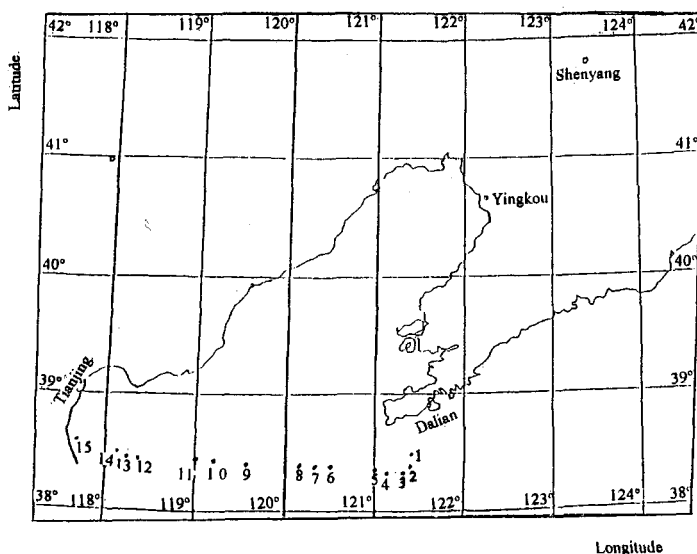 42° 118° 119° 120° 121° 122° 123° 124° 42°
Latitude
Shenyang
41° 41°
Yingkou
40° 40°
Tianjing
39° 39°
Dalian
15 14 13 12 11 10 9 8 7 6 5 4 3 2 1
38° 118° 119° 120° 121° 122° 123° 124° 38°
Longitude